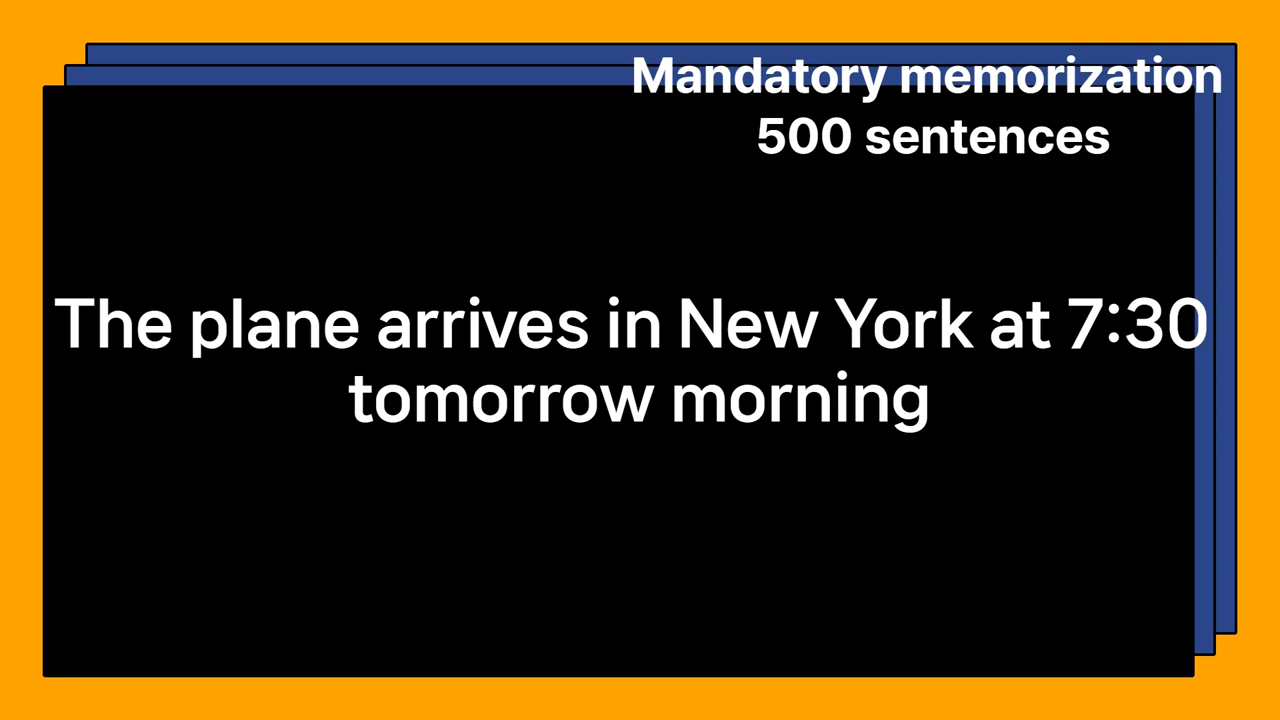 Mandatory memorization
500 sentences
The plane arrives in New York at 7:30
tomorrow morning